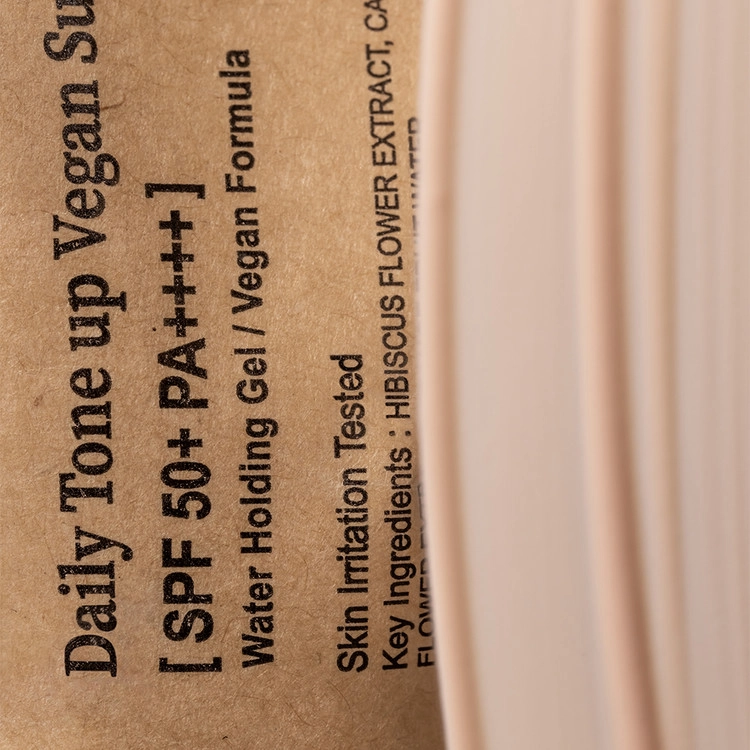 Daily Tone up Vegan Su
[ SPF 50+ PA++++ ]
Water Holding Gel / Vegan Formula
Skin Irritation Tested
Key Ingredients : HIBISCUS FLOWER EXTRACT, CA
FLOWER